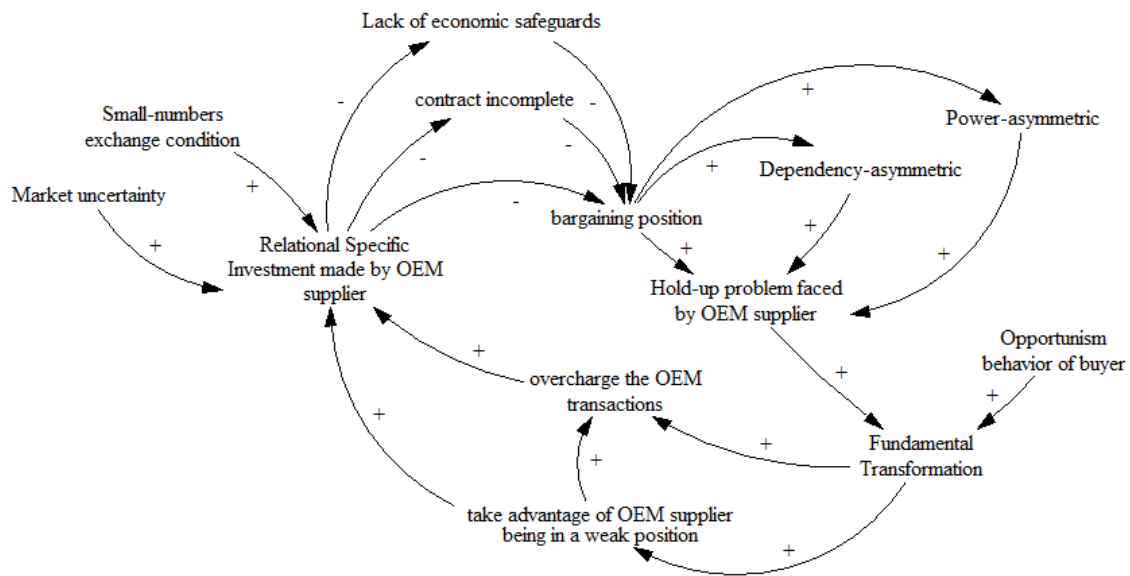 Lack of economic safeguards
-
contract incomplete
-
+
Small-numbers
exchange condition
Power-asymmetric
-
-
+
Dependency-asymmetric
Market uncertainty
+
-
bargaining position
+
+
+
+
Relational Specific
Investment made by OEM
supplier
Hold-up problem faced
by OEM supplier
Opportunism
behavior of buyer
+
+
+
overcharge the OEM
transactions
+
+
Fundamental
Transformation
+
take advantage of OEM supplier
being in a weak position
+